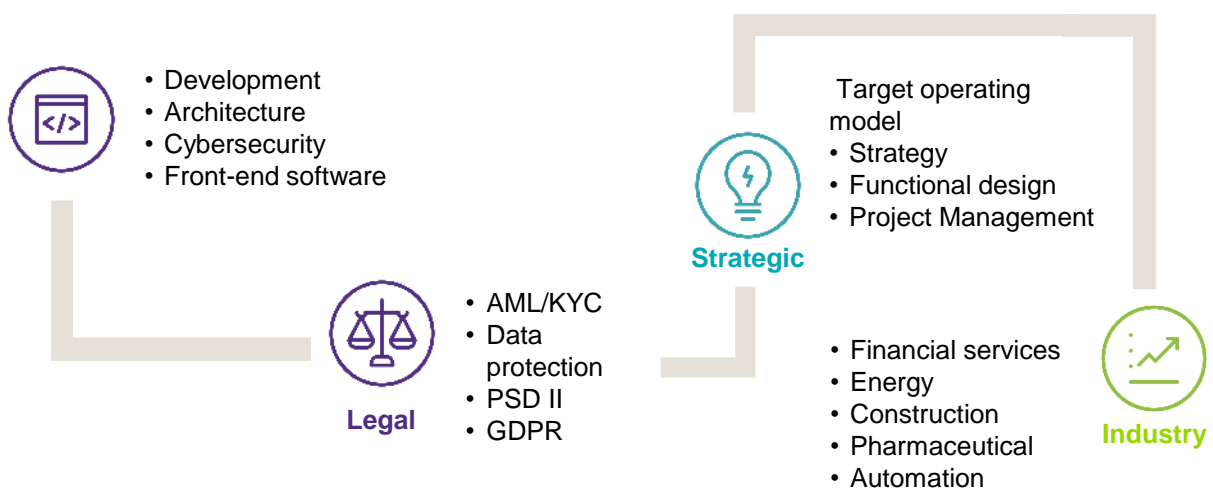 </>
• Development
• Architecture
• Cybersecurity
• Front-end software
• AML/KYC
• Data
protection
• PSD II
• GDPR
Legal
Target operating
model
• Strategy
• Functional design
• Project Management
Strategic
• Financial services
• Energy
• Construction
• Pharmaceutical
• Automation
Industry